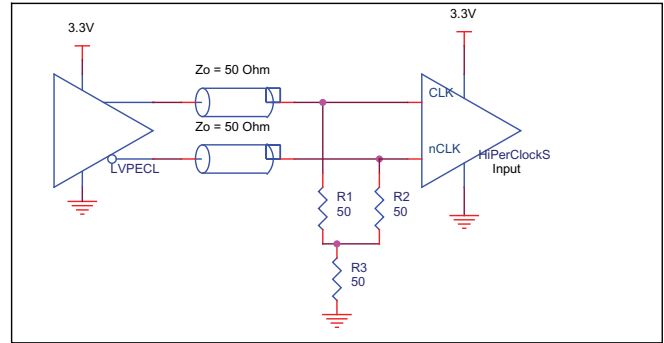 3.3V
3.3V
Zo = 50 Ohm
CLK
Zo = 50 Ohm
nCLK
LVPECL
HiPerClockS
Input
R1
50
R2
50
R3
50